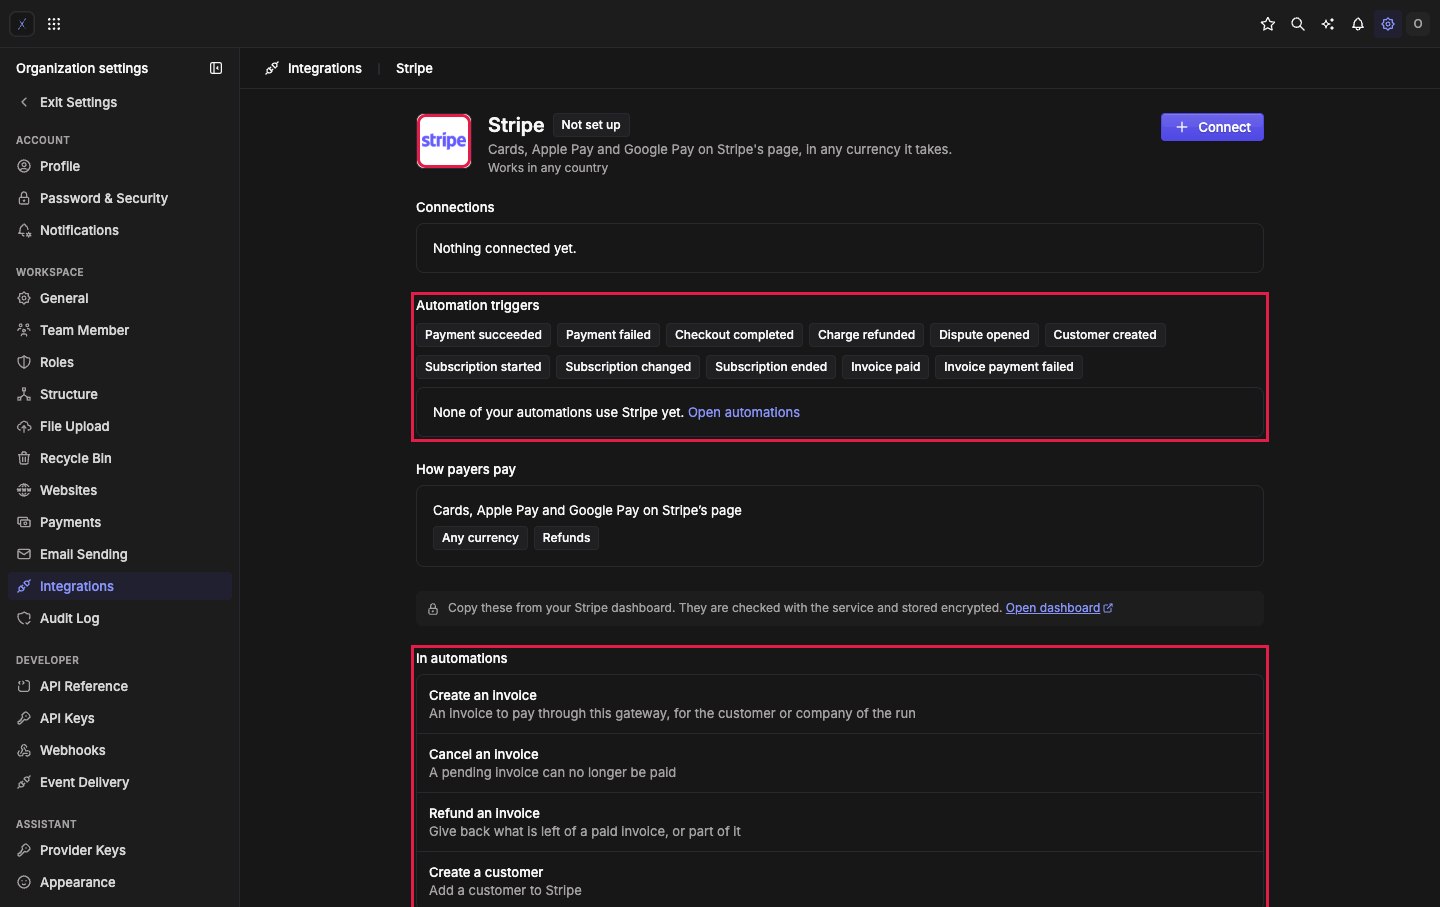 Organization settings
Exit Settings
ACCOUNT
Profile
Password & Security
Notifications
WORKSPACE
General
Team Member
Roles
Structure
File Upload
Recycle Bin
Websites
Payments
Email Sending
Integrations
Audit Log
DEVELOPER
API Reference
API Keys
Webhooks
Event Delivery
ASSISTANT
Provider Keys
Appearance
O
Integrations | Stripe
stripe
Stripe Not set up
Cards, Apple Pay and Google Pay on Stripe's page, in any currency it takes.
Works in any country
+ Connect
Connections
Nothing connected yet.
Automation triggers
Payment succeeded Payment failed Checkout completed Charge refunded Dispute opened Customer created
Subscription started Subscription changed Subscription ended Invoice paid Invoice payment failed
None of your automations use Stripe yet. Open automations
How payers pay
Cards, Apple Pay and Google Pay on Stripe's page
Any currency Refunds
Copy these from your Stripe dashboard. They are checked with the service and stored encrypted. Open dashboard
In automations
Create an invoice
An invoice to pay through this gateway, for the customer or company of the run
Cancel an invoice
A pending invoice can no longer be paid
Refund an invoice
Give back what is left of a paid invoice, or part of it
Create a customer
Add a customer to Stripe